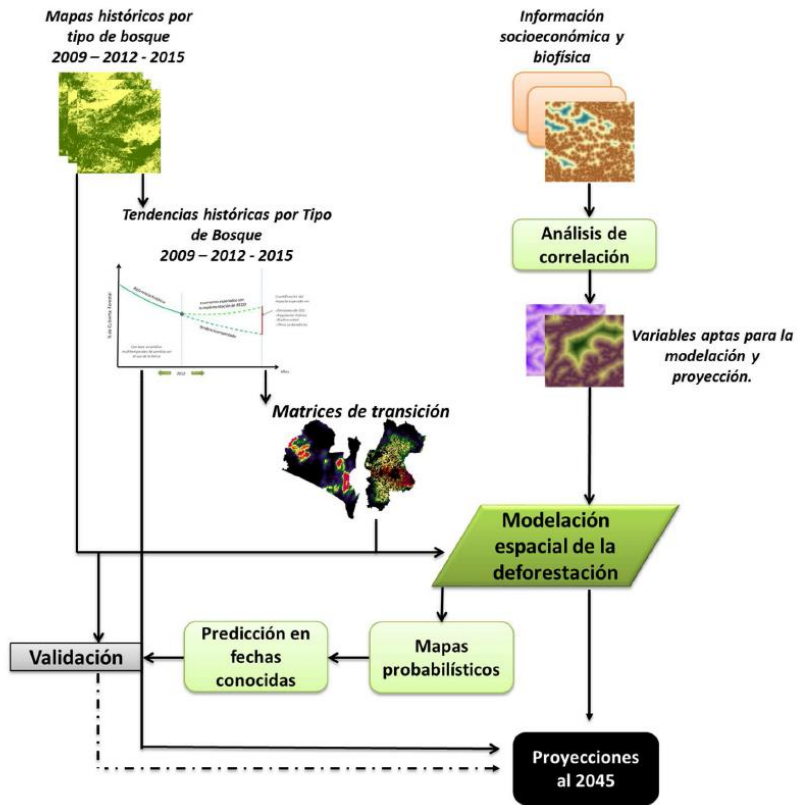 Mapas históricos por
tipo de bosque
2009 – 2012 - 2015
Información
socioeconómica y
biofísica
Tendencias históricas por Tipo
de Bosque
2009 – 2012 - 2015
Análisis de
correlación
Variables aptas para la
modelación y
proyección.
Matrices de transición
Modelación
espacial de la
deforestación
Validación
Predicción en
fechas
conocidas
Mapas
probabilísticos
Proyecciones
al 2045